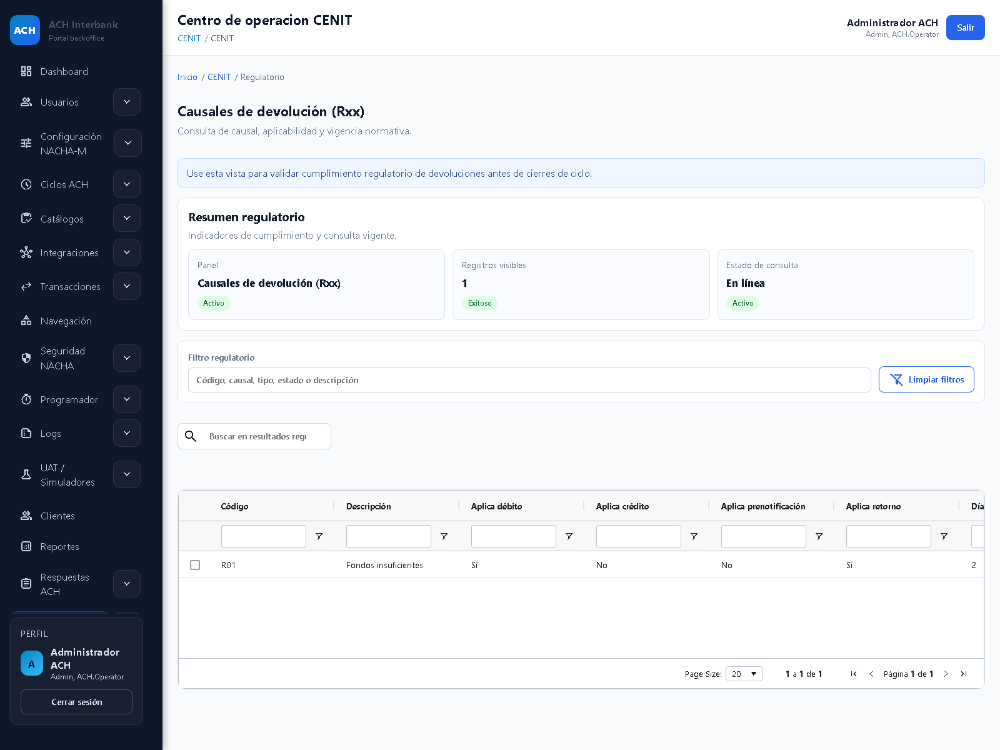 ACH
ACH Interbank
Portal backoffice
Dashboard
Usuarios
Configuración
NACHA-M
Ciclos ACH
Catálogos
Integraciones
Transacciones
Navegación
Seguridad
NACHA
Programador
Logs
UAT /
Simuladores
Clientes
Reportes
Respuestas
ACH
PERFIL
A
Administrador
ACH
Admin, ACH.Operator
Cerrar sesión
Centro de operacion CENIT
CENIT / CENIT
Administrador ACH
Admin, ACH.Operator
Salir
Inicio / CENIT / Regulatorio
Causales de devolución (Rxx)
Consulta de causal, aplicabilidad y vigencia normativa.
Use esta vista para validar cumplimiento regulatorio de devoluciones antes de cierres de ciclo.
Resumen regulatorio
Indicadores de cumplimiento y consulta vigente.
Panel
Causales de devolución (Rxx)
Activo
Registros visibles
1
Exitoso
Estado de consulta
En línea
Activo
Filtro regulatorio
Código, causal, tipo, estado o descripción
Limpiar filtros
Buscar en resultados regu
Código Descripción Aplica débito Aplica crédito Aplica prenotificación Aplica retorno Día
R01 Fondos insuficientes Sí No No Sí 2
Page Size: 20 1 a 1 de 1 Página 1 de 1